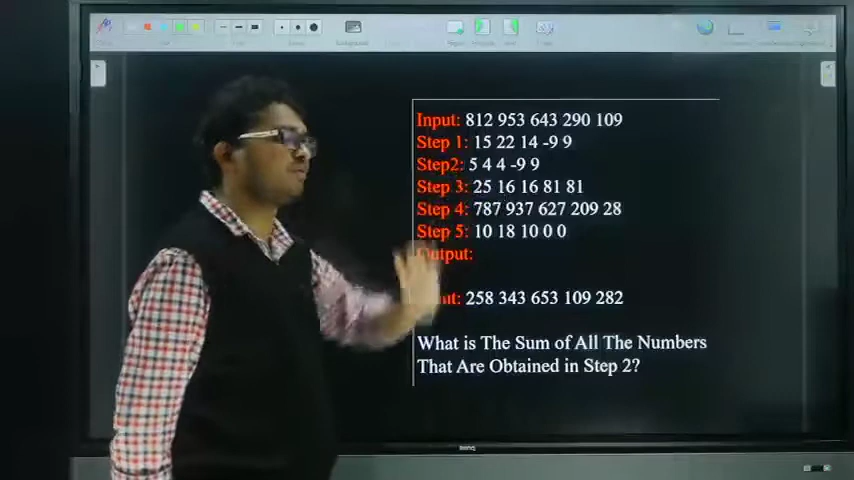 Input: 812 953 643 290 109
Step 1: 15 22 14 -9 9
Step2: 5 4 4 -9 9
Step 3: 25 16 16 81 81
Step 4: 787 937 627 209 28
Step 5: 10 18 10 0 0
Output:
258 343 653 109 282
What is The Sum of All The Numbers
That Are Obtained in Step 2?